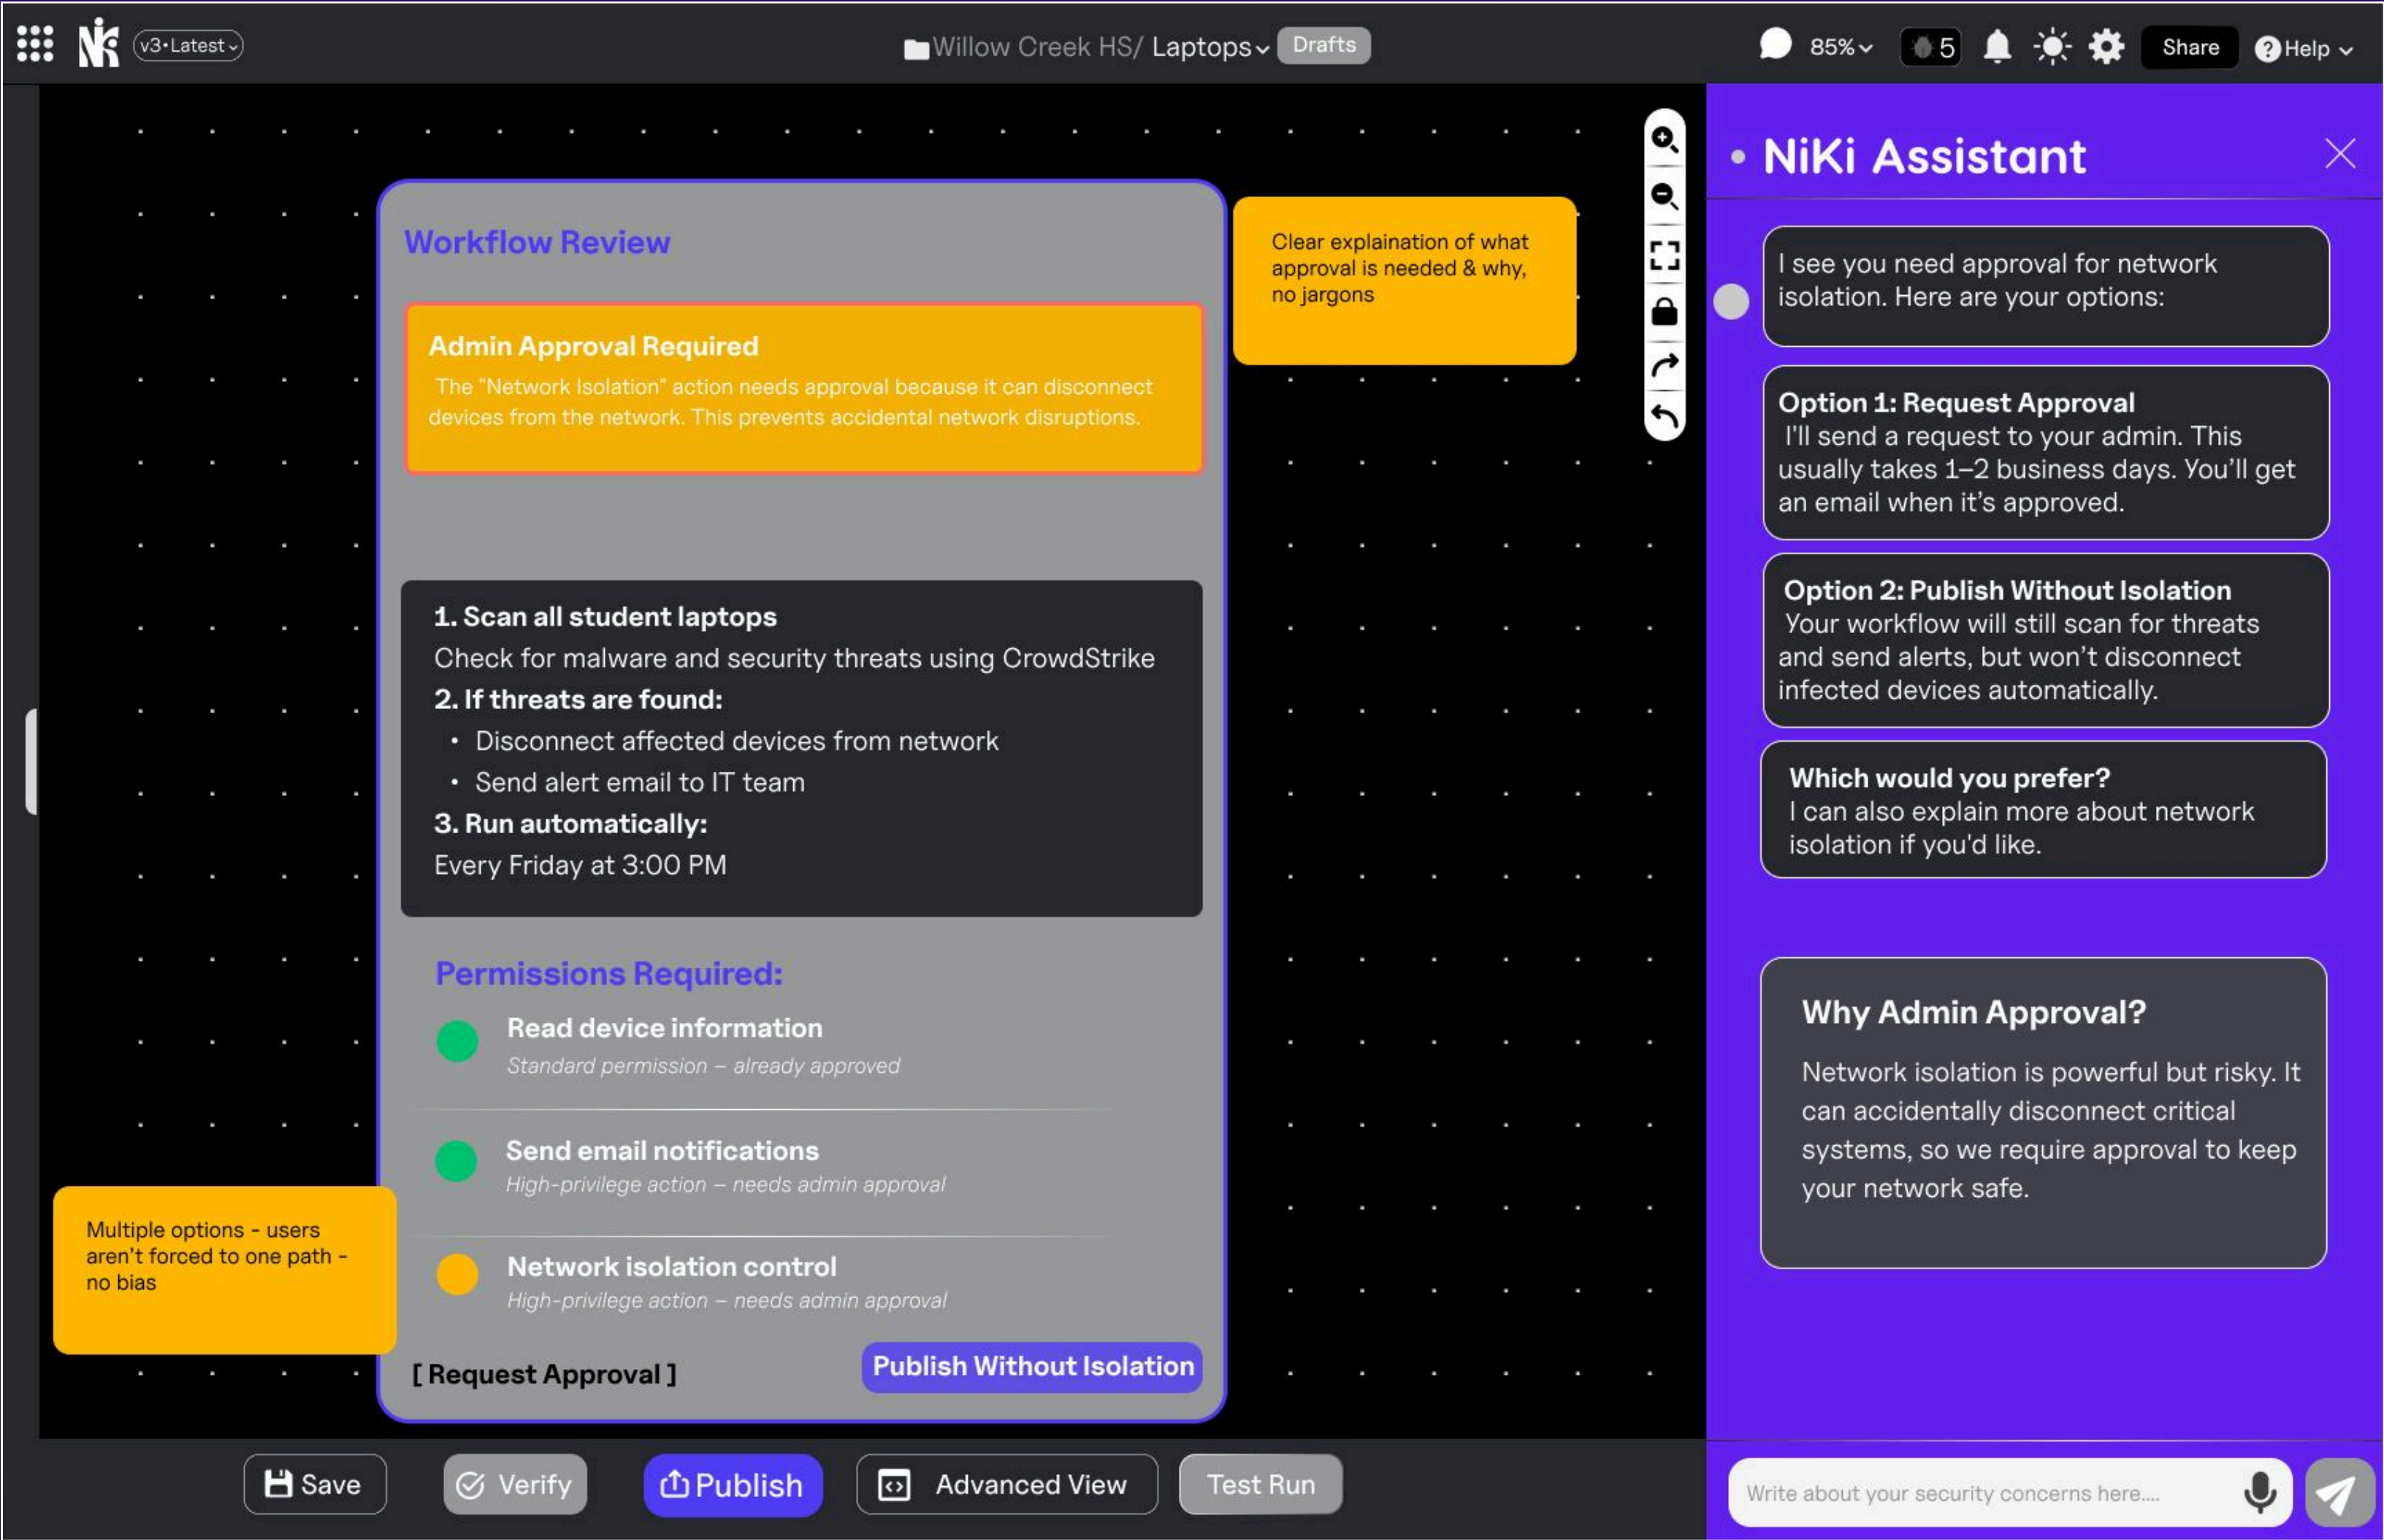 NiKi
v3•Latest
Willow Creek HS/ Laptops
Drafts
85%
5
Share
Help
Workflow Review
Admin Approval Required
The "Network Isolation" action needs approval because it can disconnect
devices from the network. This prevents accidental network disruptions.
Clear explaination of what
approval is needed & why,
no jargons
1. Scan all student laptops
Check for malware and security threats using CrowdStrike
2. If threats are found:
• Disconnect affected devices from network
• Send alert email to IT team
3. Run automatically:
Every Friday at 3:00 PM
Permissions Required:
Read device information
Standard permission – already approved
Send email notifications
High-privilege action – needs admin approval
Network isolation control
High-privilege action – needs admin approval
Multiple options - users
aren't forced to one path -
no bias
[ Request Approval ]
Publish Without Isolation
Save
Verify
Publish
Advanced View
Test Run
NiKi Assistant
I see you need approval for network
isolation. Here are your options:
Option 1: Request Approval
I'll send a request to your admin. This
usually takes 1–2 business days. You’ll get
an email when it’s approved.
Option 2: Publish Without Isolation
Your workflow will still scan for threats
and send alerts, but won’t disconnect
infected devices automatically.
Which would you prefer?
I can also explain more about network
isolation if you'd like.
Why Admin Approval?
Network isolation is powerful but risky. It
can accidentally disconnect critical
systems, so we require approval to keep
your network safe.
Write about your security concerns here....